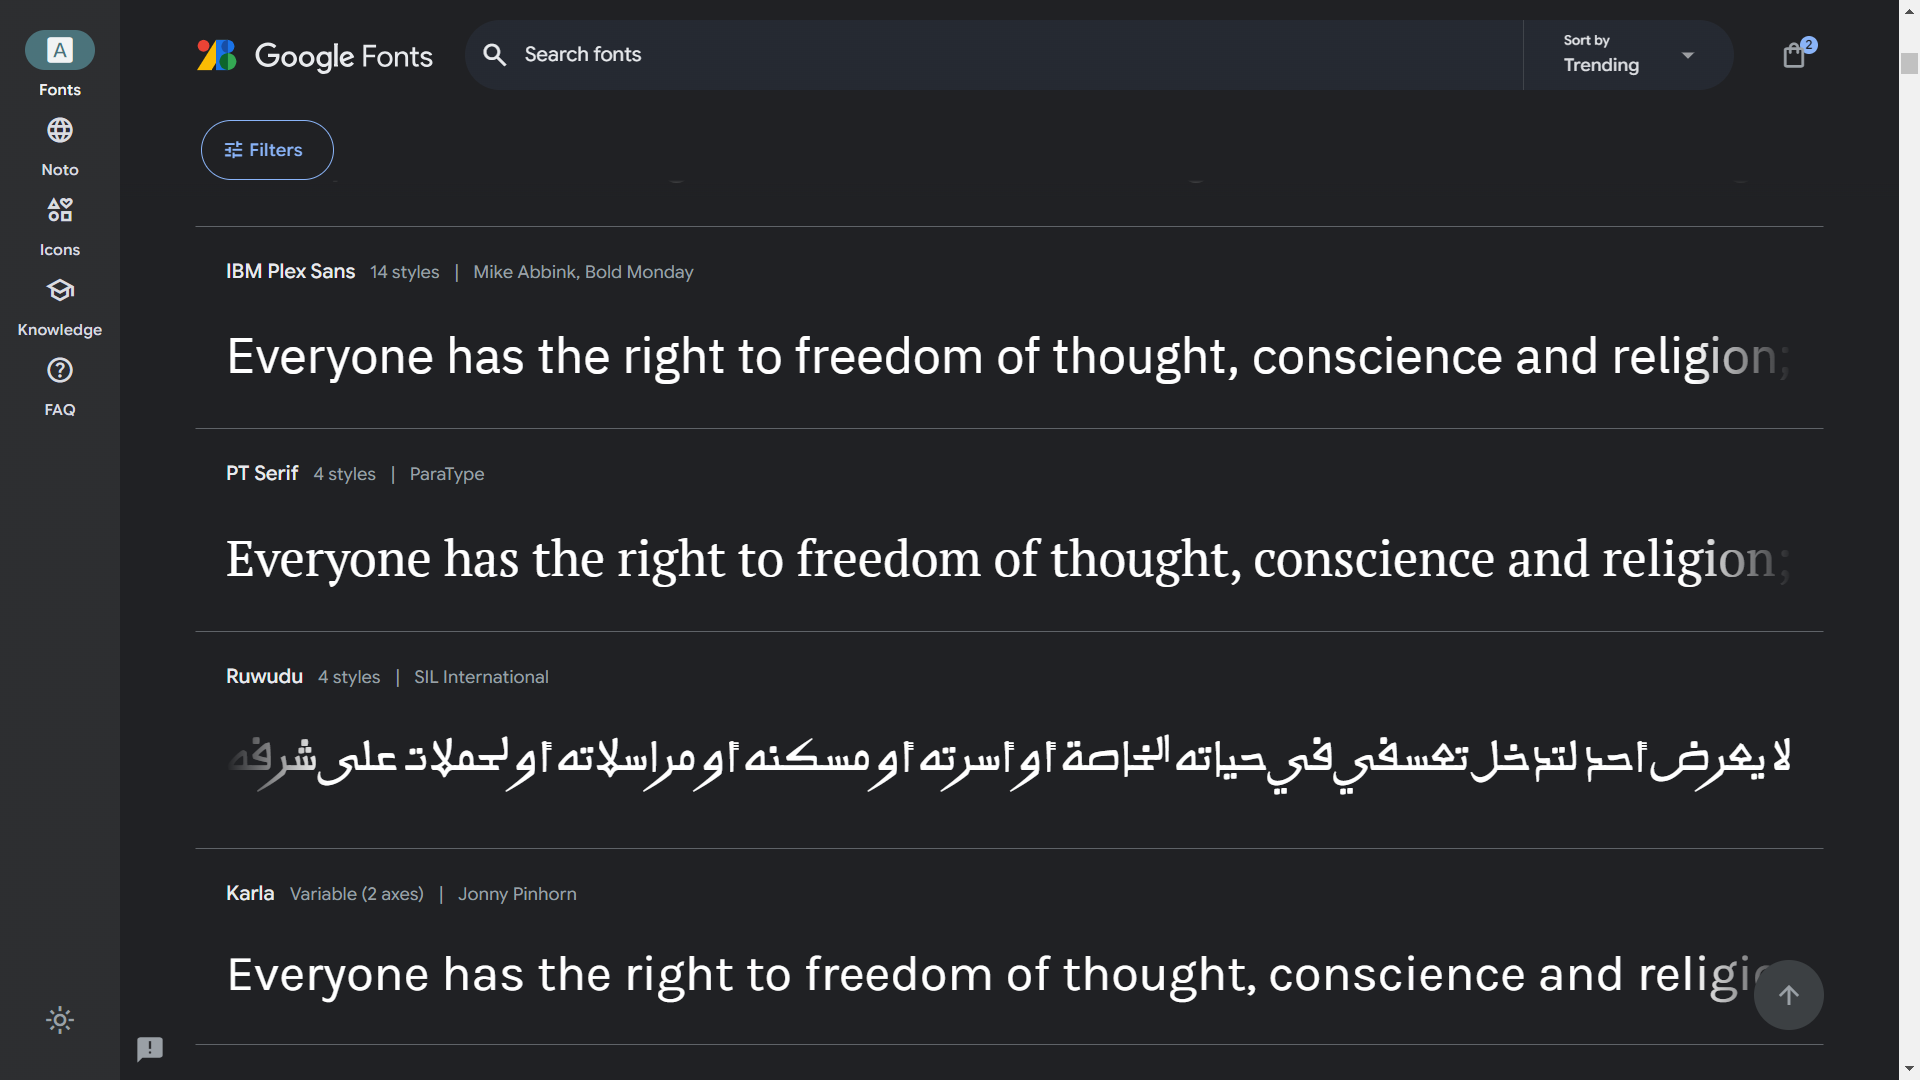 Fonts
Noto
Icons
Knowledge
FAQ
Google Fonts
Search fonts
Sort by
Trending
2
Filters
IBM Plex Sans 14 styles | Mike Abbink, Bold Monday
Everyone has the right to freedom of thought, conscience and religion;
PT Serif 4 styles | ParaType
Everyone has the right to freedom of thought, conscience and religion;
Ruwudu 4 styles | SIL International
لا يعرض أحد لتدخل تعسفي في حياته الخاصة أو أسرته أو مسكنه أو مراسلاته أو لحملات على شرفه
Karla Variable (2 axes) | Jonny Pinhorn
Everyone has the right to freedom of thought, conscience and religio